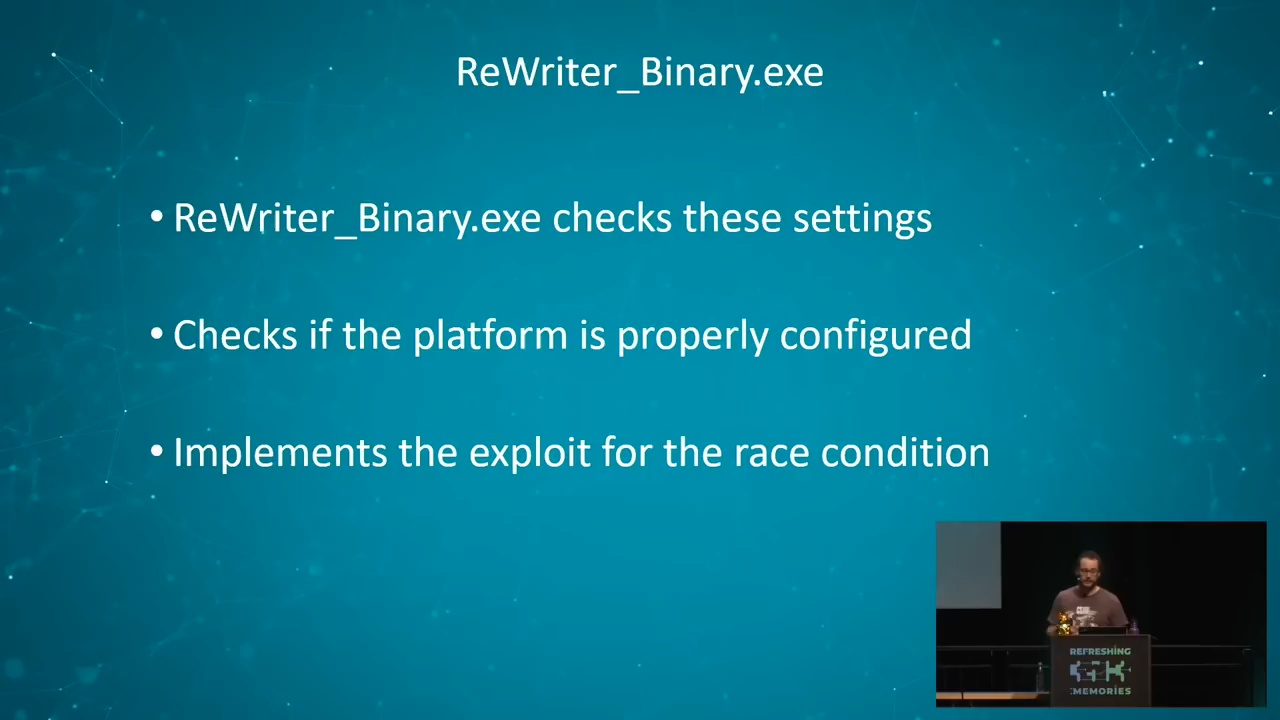 ReWriter_Binary.exe
• ReWriter_Binary.exe checks these settings
• Checks if the platform is properly configured
• Implements the exploit for the race condition
REFRESHING
:MEMORIES